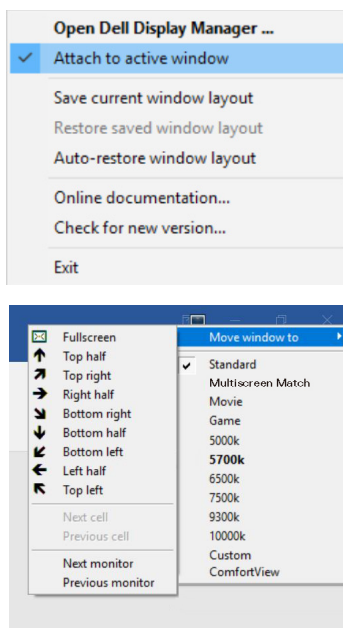 Open Dell Display Manager ...
Attach to active window
Save current window layout
Restore saved window layout
Auto-restore window layout
Online documentation...
Check for new version...
Exit
Fullscreen
Top half
Top right
Right half
Bottom right
Bottom half
Bottom left
Left half
Top left
Next cell
Previous cell
Next monitor
Previous monitor
Move window to
Standard
Multiscreen Match
Movie
Game
5000k
5700k
6500k
7500k
9300k
10000k
Custom
ComfortView